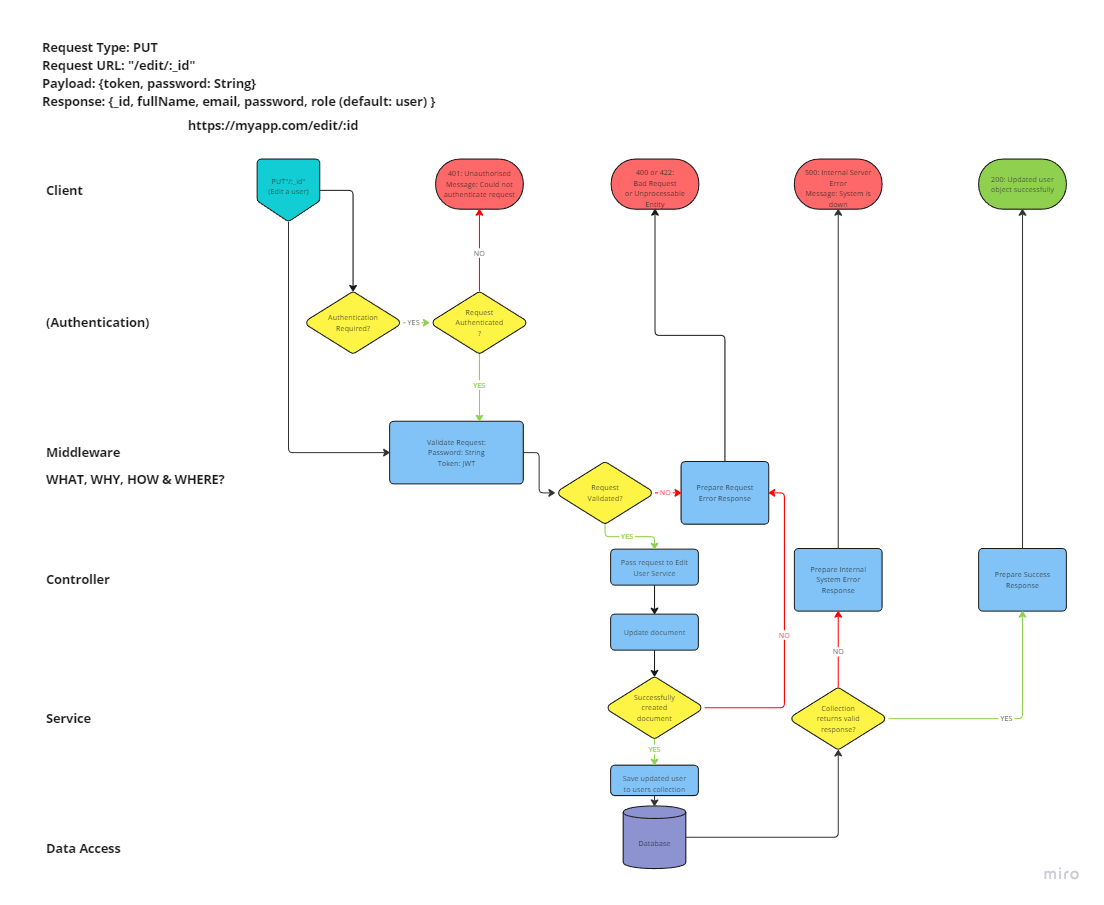 Request Type: PUT
Request URL: "/edit/:_id"
Payload: {token, password: String}
Response: {_id, fullName, email, password, role (default: user) }
https://myapp.com/edit/:id
Client
PUT"/:_id"
(Edit a user)
401: Unauthorised
Message: Could not
authenticate request
400 or 422:
Bad Request
or Unprocessable
Entity
500: Internal Server
Error
Message: System is
down
200: Updated user
object successfully
NO
(Authentication)
Authentication
Required?
YES
Request
Authenticated
?
YES
Middleware
WHAT, WHY, HOW & WHERE?
Validate Request:
Password: String
Token: JWT
Request
Validated?
NO
Prepare Request
Error Response
YES
Controller
Pass request to Edit
User Service
Prepare Internal
System Error
Response
Prepare Success
Response
Update document
NO
NO
Service
Successfully
created
document
Collection
returns valid
response?
YES
YES
Save updated user
to users collection
Data Access
Database
miro